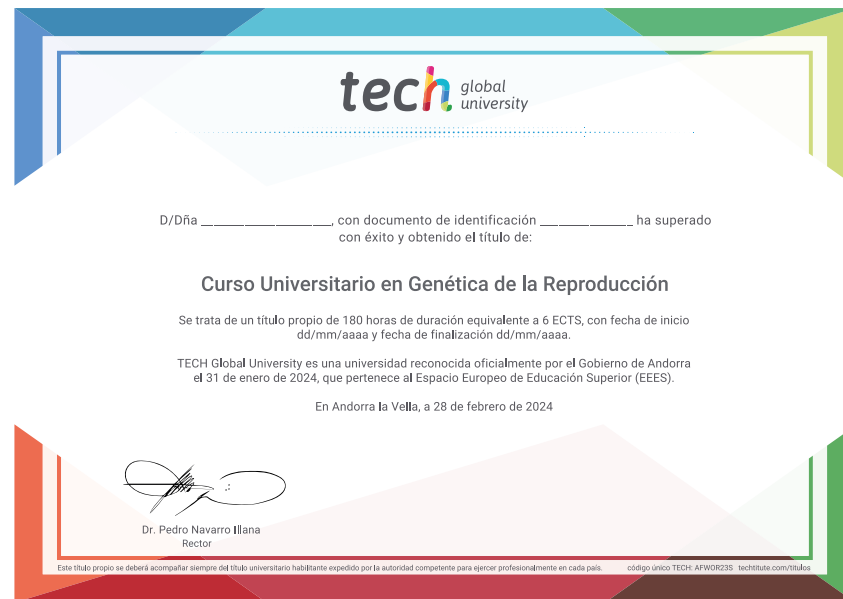 tech global university
D/Dña ____________________, con documento de identificación ______________ ha superado
con éxito y obtenido el título de:
Curso Universitario en Genética de la Reproducción
Se trata de un título propio de 180 horas de duración equivalente a 6 ECTS, con fecha de inicio
dd/mm/aaaa y fecha de finalización dd/mm/aaaa.
TECH Global University es una universidad reconocida oficialmente por el Gobierno de Andorra
el 31 de enero de 2024, que pertenece al Espacio Europeo de Educación Superior (EEES).
En Andorra la Vella, a 28 de febrero de 2024
Dr. Pedro Navarro Illana
Rector
Este título propio se deberá acompañar siempre del título universitario habilitante expedido por la autoridad competente para ejercer profesionalmente en cada país. código único TECH: AFWOR23S techtitute.com/titulos